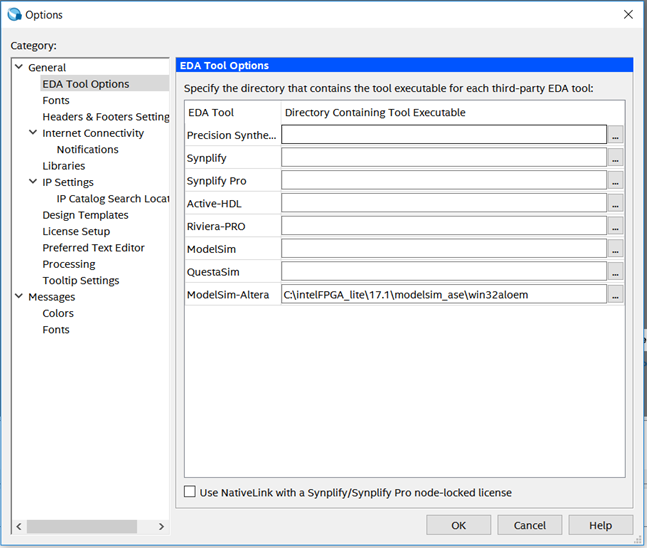 Options
Category:
General
EDA Tool Options
Fonts
Headers & Footers Setting
Internet Connectivity
Notifications
Libraries
IP Settings
IP Catalog Search Locat
Design Templates
License Setup
Preferred Text Editor
Processing
Tooltip Settings
Messages
Colors
Fonts
EDA Tool Options
Specify the directory that contains the tool executable for each third-party EDA tool:
EDA Tool Directory Containing Tool Executable
Precision Synthe... ...
Synplify ...
Synplify Pro ...
Active-HDL ...
Riviera-PRO ...
ModelSim ...
QuestaSim ...
ModelSim-Altera C:\intelFPGA_lite\17.1\modelsim_ase\win32aloem ...
Use NativeLink with a Synplify/Synplify Pro node-locked license
OK Cancel Help